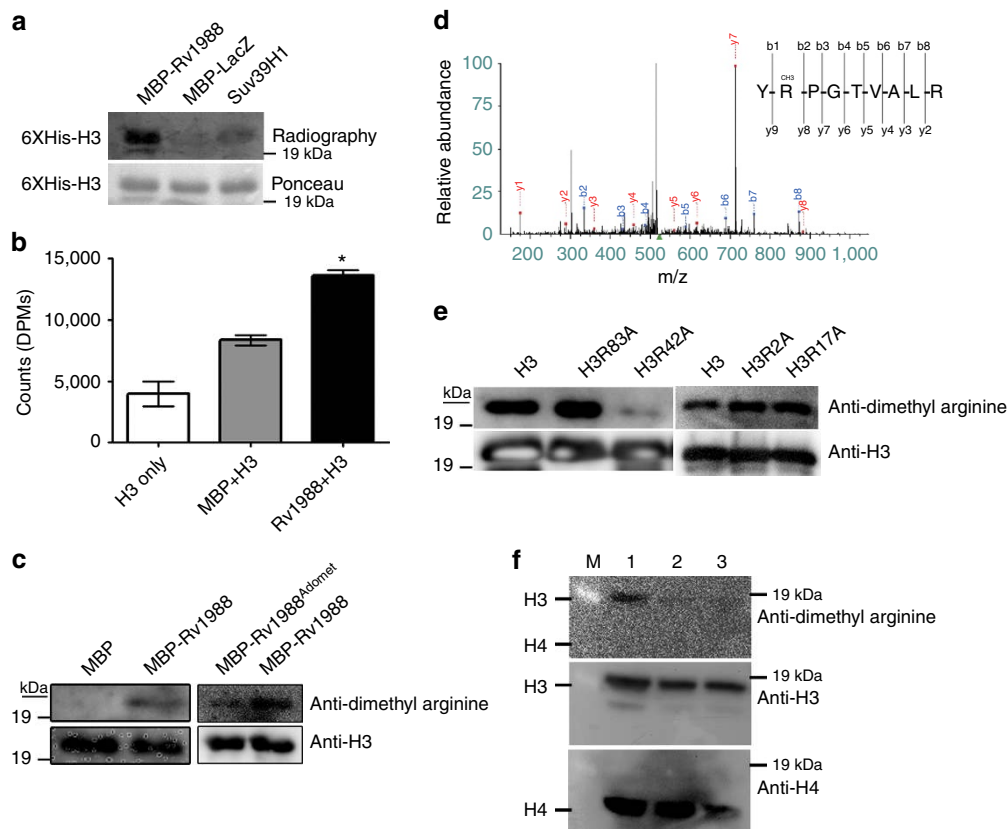 a
MBP-Rv1988
MBP-LacZ
Suv39H1
6XHis-H3
Radiography
19 kDa
6XHis-H3
Ponceau
19 kDa
b
15,000
10,000
5,000
0
Counts (DPMs)
*
H3 only
MBP+H3
Rv1988+H3
c
MBP
MBP-Rv1988
MBP-Rv1988Adomet
MBP-Rv1988
kDa
19
Anti-dimethyl arginine
19
Anti-H3
d
Relative abundance
100
75
50
25
0
200 300 400 500 600 700 800 900 1,000
m/z
y1
y2
b2
y3
b3
y4
b4
y5
b5
y6
b6
y7
b7
b8
y8
b1 b2 b3 b4 b5 b6 b7 b8
CH3
Y-R-P-G-T-V-A-L-R
y9 y8 y7 y6 y5 y4 y3 y2
e
H3
H3R83A
H3R42A
H3
H3R2A
H3R17A
kDa
19
Anti-dimethyl arginine
19
Anti-H3
f
M 1 2 3
H3
19 kDa
Anti-dimethyl arginine
H4
H3
19 kDa
Anti-H3
19 kDa
Anti-H4
H4